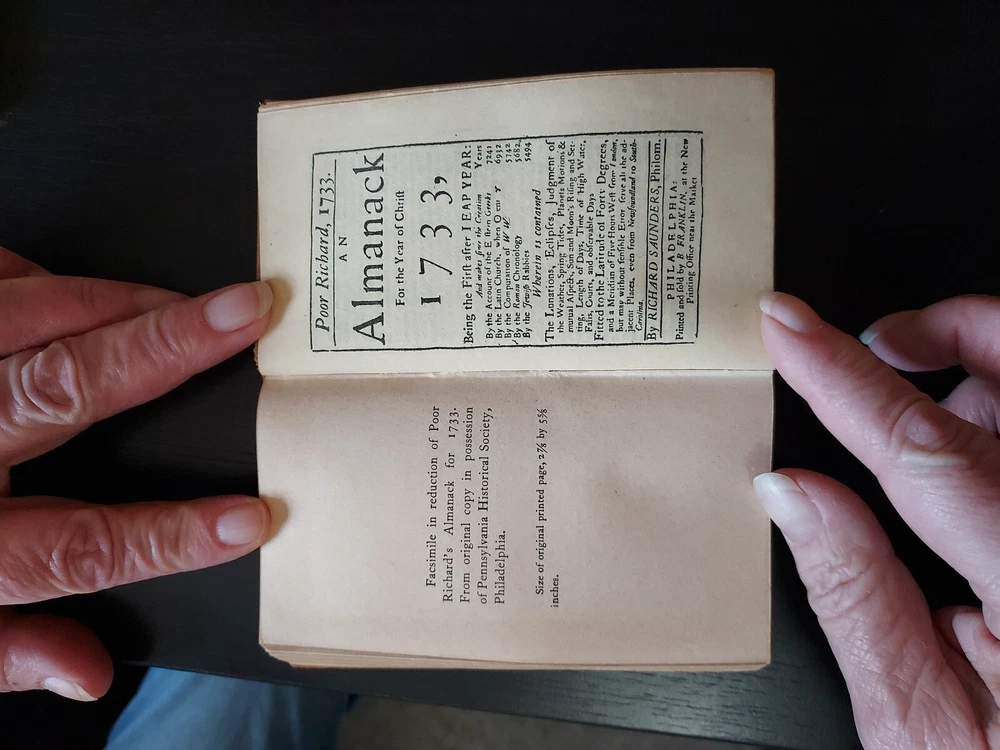 Facsimile in reduction of Poor
Richard's Almanack for 1733.
From original copy in possession
of Pennsylvania Historical Society,
Philadelphia.
Size of original printed page, 2⅞ by 5⅝
inches.
Poor Richard, 1733.
AN
Almanack
For the Year of Chriſt
1733,
Being the Firſt after LEAP YEAR:
And makes ſince the Creation Years
By the Account of the Eaſtern Greeks 7241
By the Latin Church, when O ent ♈ 6932
By the Computation of W W 5742
By the Roman Chronology 5682
By the Jewiſh Rabbies 5494
Wherein is contained
The Lunations, Eclipſes, Judgment of
the Weather, Spring Tides, Planets Motions &
mutual Aſpects, Sun and Moon's Riſing and Set-
ting, Length of Days, Time of High Water,
Fairs, Courts, and obſervable Days
Fitted to the Latitude of Forty Degrees,
and a Meridian of Five Hours Weſt from London,
but may without ſenſible Error ſerve all the ad-
jacent Places, even from Newfoundland to South-
Carolina.
By RICHARD SAUNDERS, Philom.
PHILADELPHIA:
Printed and ſold by B FRANKLIN, at the New
Printing Office near the Market